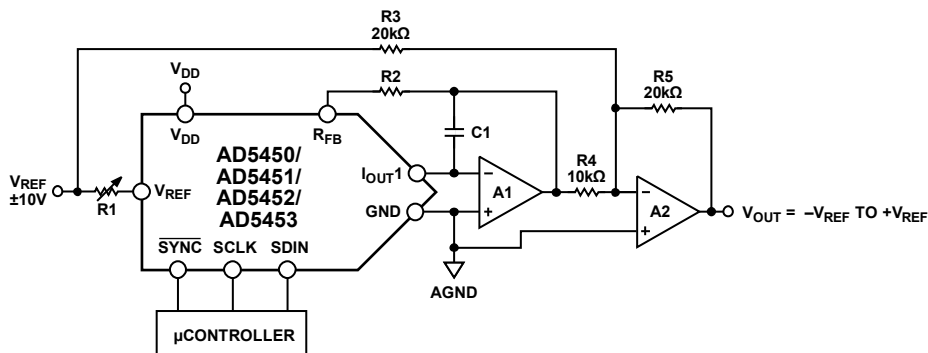 R3
20kΩ
VDD
R2
R5
20kΩ
VDD
RFB
C1
AD5450/
AD5451/
AD5452/
AD5453
IOUT1
VREF
±10V
R1
VREF
A1
R4
10kΩ
GND
A2
VOUT = –VREF TO +VREF
SYNC SCLK SDIN
AGND
µCONTROLLER
–
+
–
+